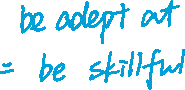 be adept at
= be skillful